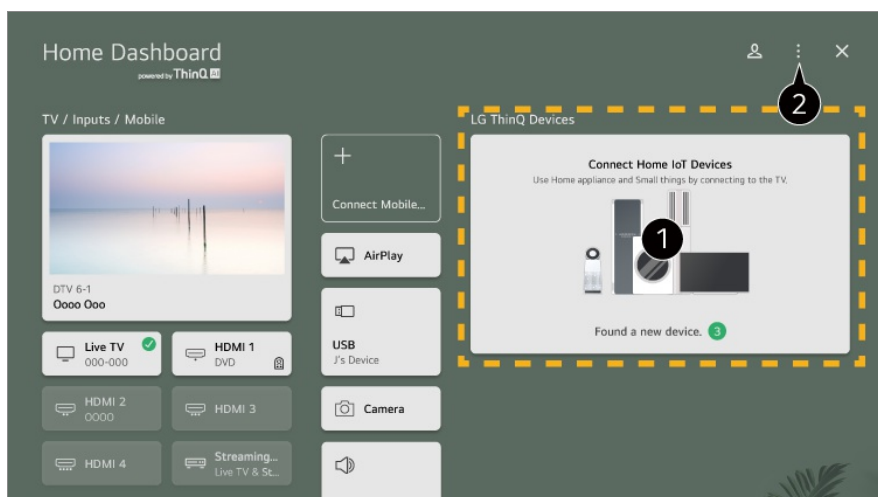 Home Dashboard
powered by ThinQ AI
2
TV / Inputs / Mobile
DTV 6-1
Oooo Ooo
Live TV
000-000
HDMI 1
DVD
HDMI 2
0000
HDMI 3
HDMI 4
Streaming...
Live TV & St...
Connect Mobile...
AirPlay
USB
J's Device
Camera
LG ThinQ Devices
Connect Home IoT Devices
Use Home appliance and Small things by connecting to the TV.
1
Found a new device. 3